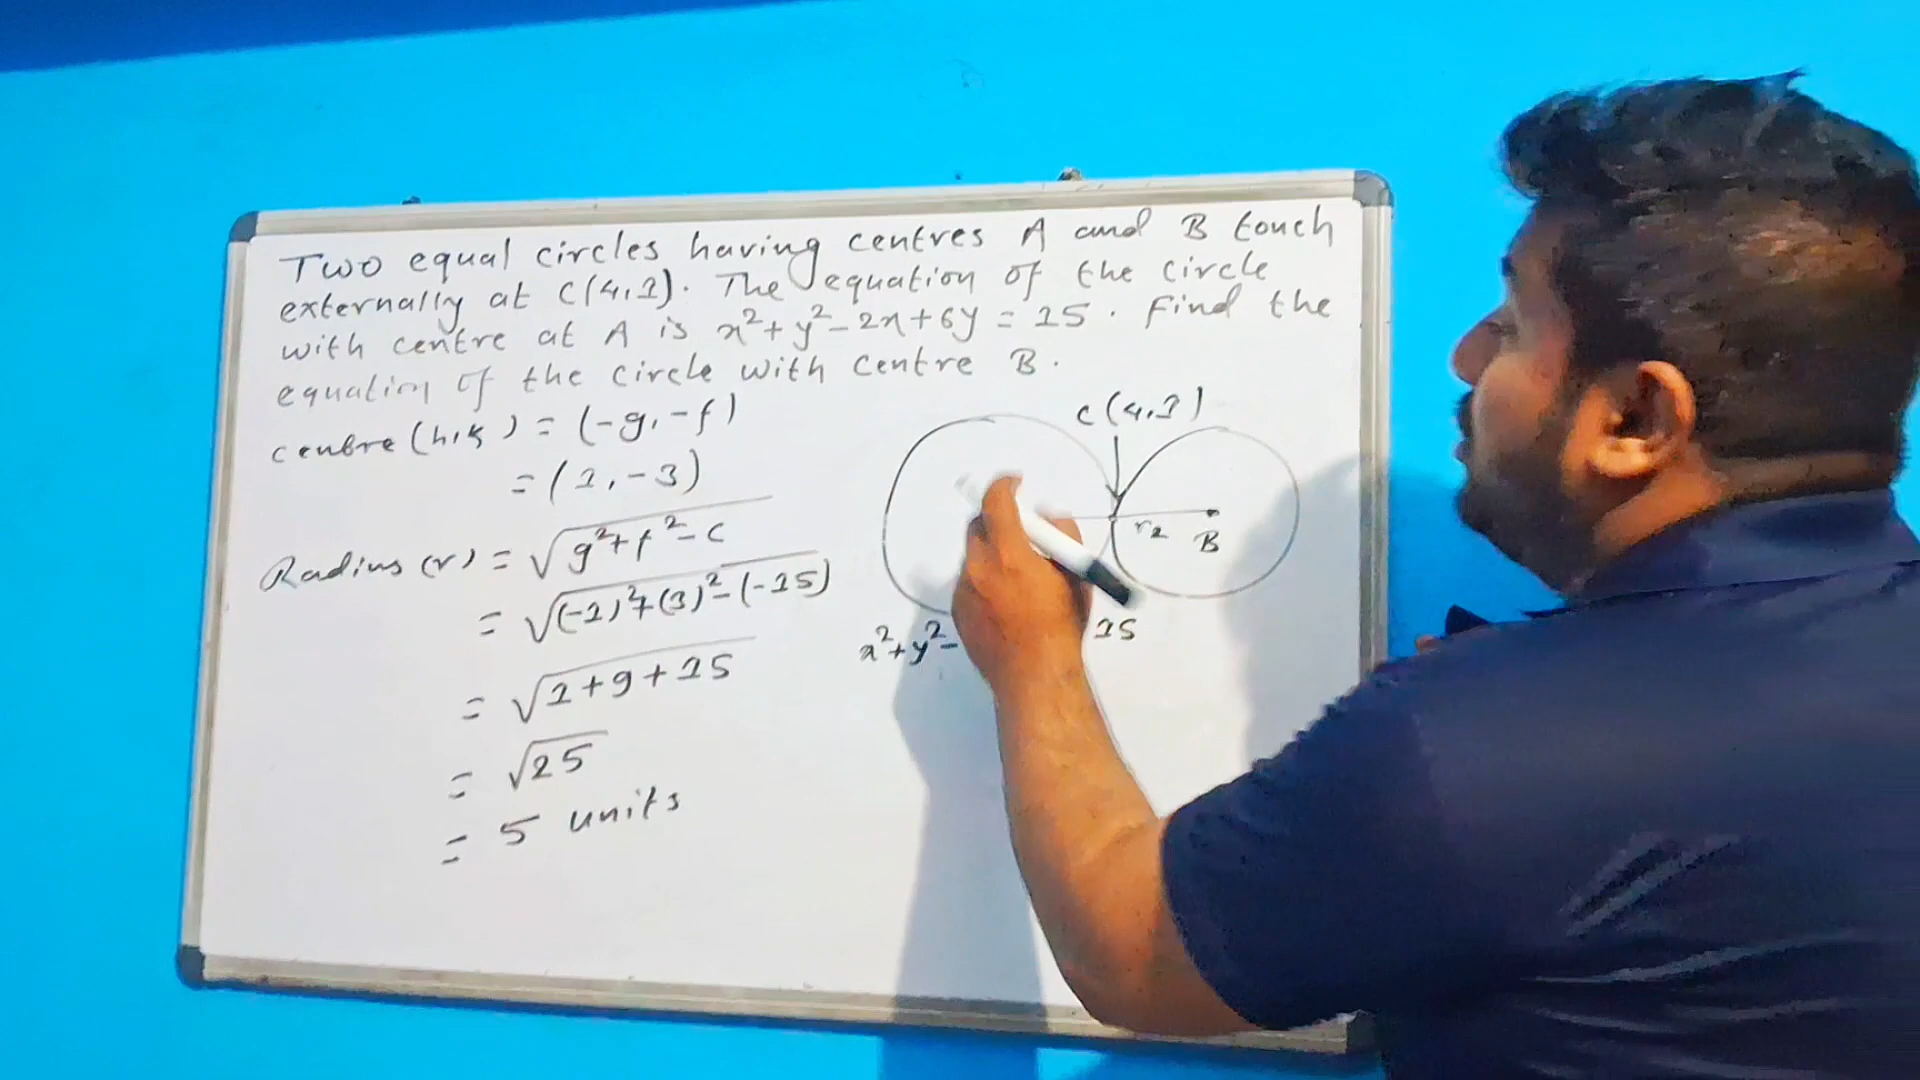 Two equal circles having centres A and B touch
externally at C(4,1). The equation of the circle
with centre at A is x²+y²-2x+6y = 15. Find the
equation of the circle with centre B.
centre (h,k) = (-g,-f)
= (1,-3)
Radius (r) = √g²+f²-c
= √(-1)²+(3)²-(-15)
= √1+9+15
= √25
= 5 units
C(4,1)
r₂
B
x²+y²-
15